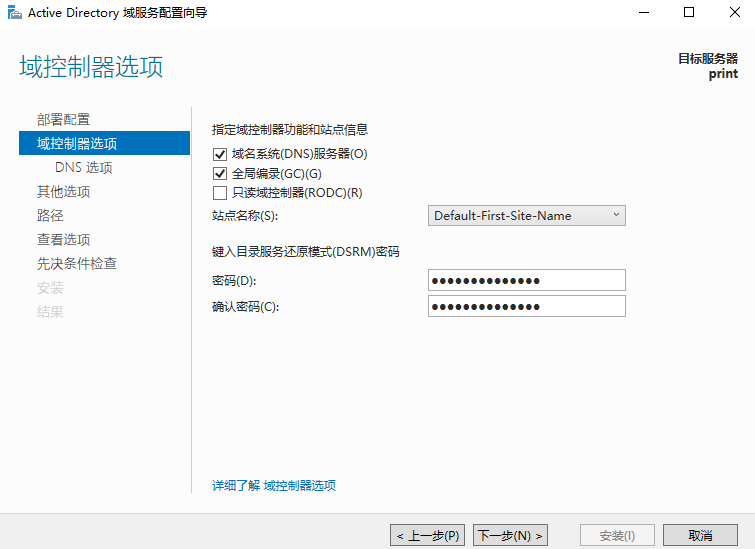 Active Directory 域服务配置向导
域控制器选项
目标服务器
print
部署配置
域控制器选项
DNS 选项
其他选项
路径
查看选项
先决条件检查
安装
结果
指定域控制器功能和站点信息
域名系统(DNS)服务器(O)
全局编录(GC)(G)
只读域控制器(RODC)(R)
站点名称(S): Default-First-Site-Name
键入目录服务还原模式(DSRM)密码
密码(D): ●●●●●●●●●●●●●●
确认密码(C): ●●●●●●●●●●●●●●
详细了解 域控制器选项
< 上一步(P) 下一步(N) > 安装(I) 取消